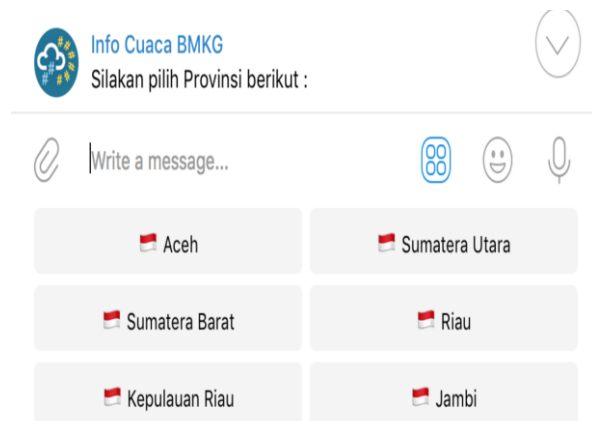 Info Cuaca BMKG
Silakan pilih Provinsi berikut :
Write a message...
Aceh
Sumatera Utara
Sumatera Barat
Riau
Kepulauan Riau
Jambi